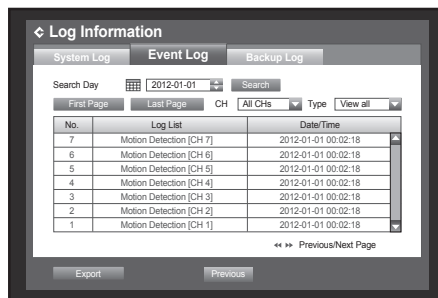 Log Information
System Log Event Log Backup Log
Search Day 2012-01-01 Search
First Page Last Page CH All CHs Type View all
No. Log List Date/Time
7 Motion Detection [CH 7] 2012-01-01 00:02:18
6 Motion Detection [CH 6] 2012-01-01 00:02:18
5 Motion Detection [CH 5] 2012-01-01 00:02:18
4 Motion Detection [CH 4] 2012-01-01 00:02:18
3 Motion Detection [CH 3] 2012-01-01 00:02:18
2 Motion Detection [CH 2] 2012-01-01 00:02:18
1 Motion Detection [CH 1] 2012-01-01 00:02:18
Previous/Next Page
Export Previous